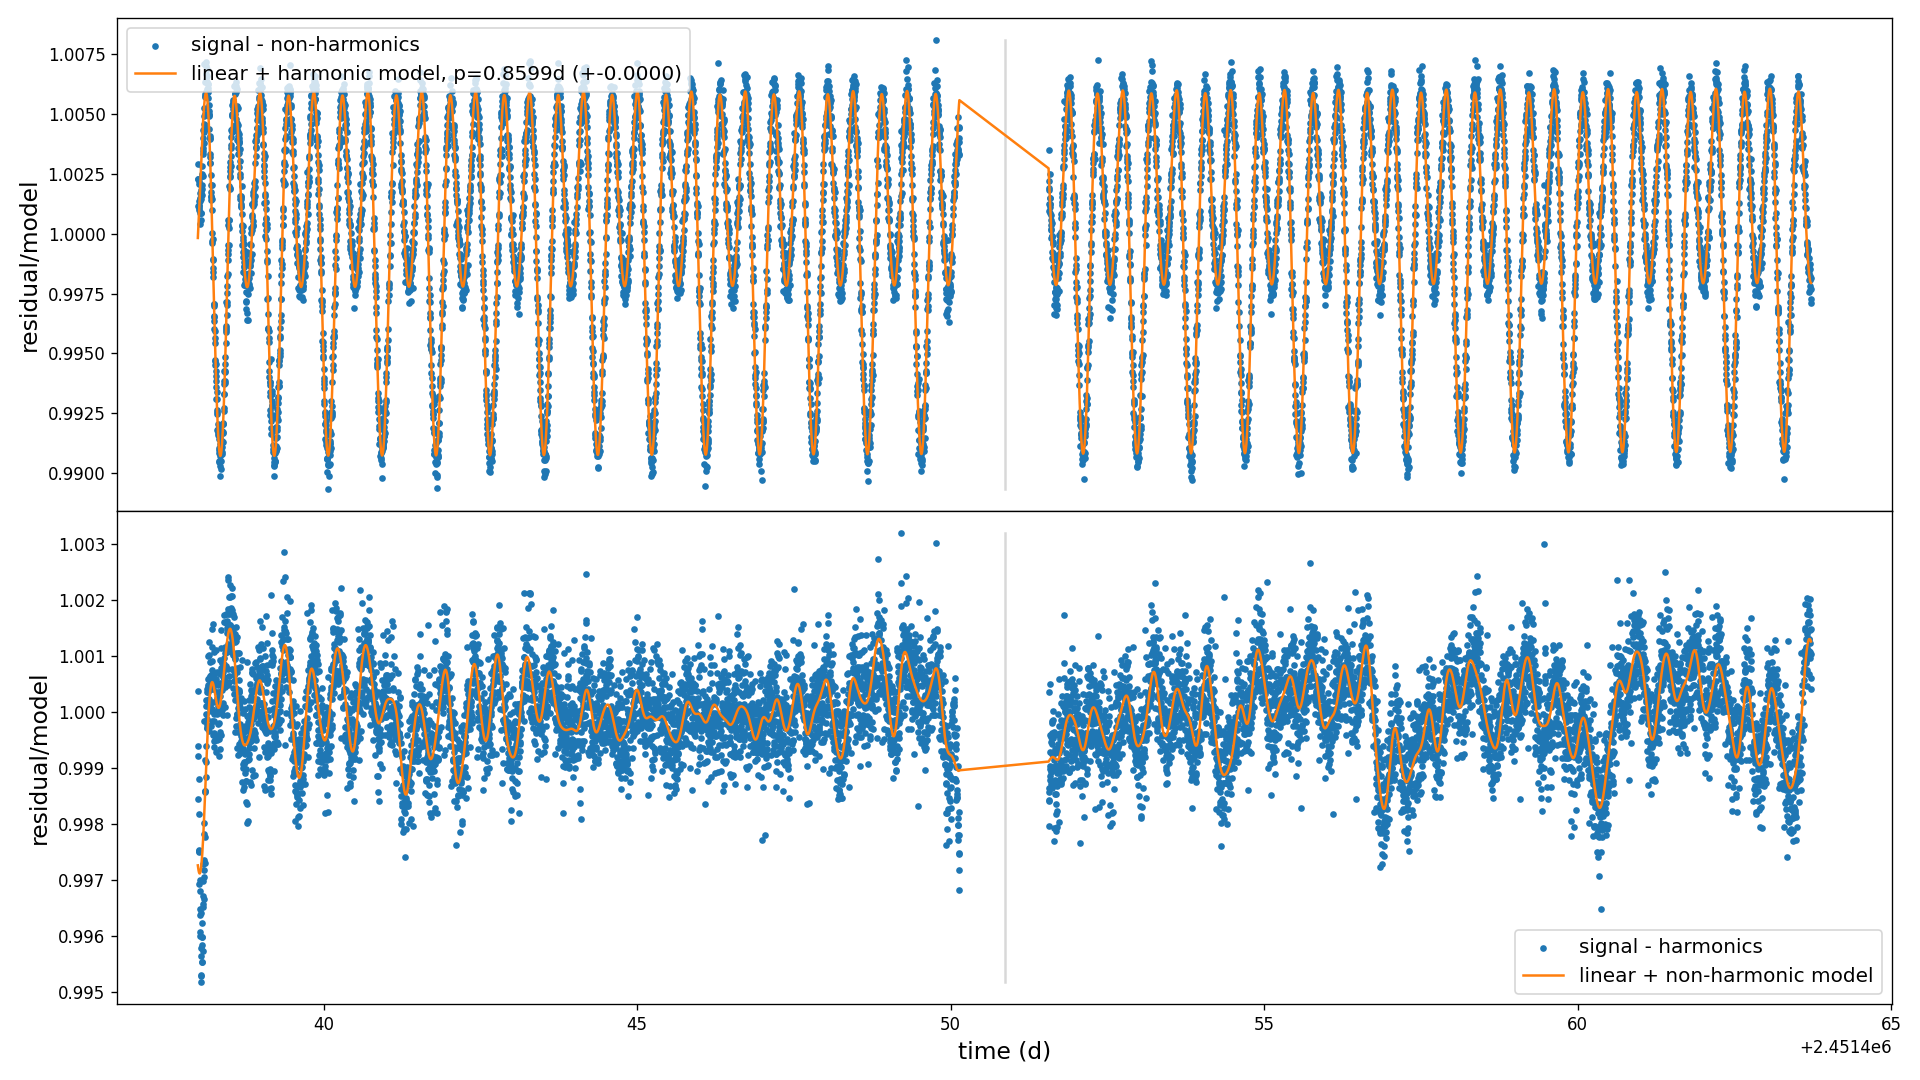 signal - non-harmonics
linear + harmonic model, p=0.8599d (+-0.0000)
residual/model
1.0075
1.0050
1.0025
1.0000
0.9975
0.9950
0.9925
0.9900
residual/model
1.003
1.002
1.001
1.000
0.999
0.998
0.997
0.996
0.995
signal - harmonics
linear + non-harmonic model
40 45 50 55 60 65
time (d)
+2.4514e6